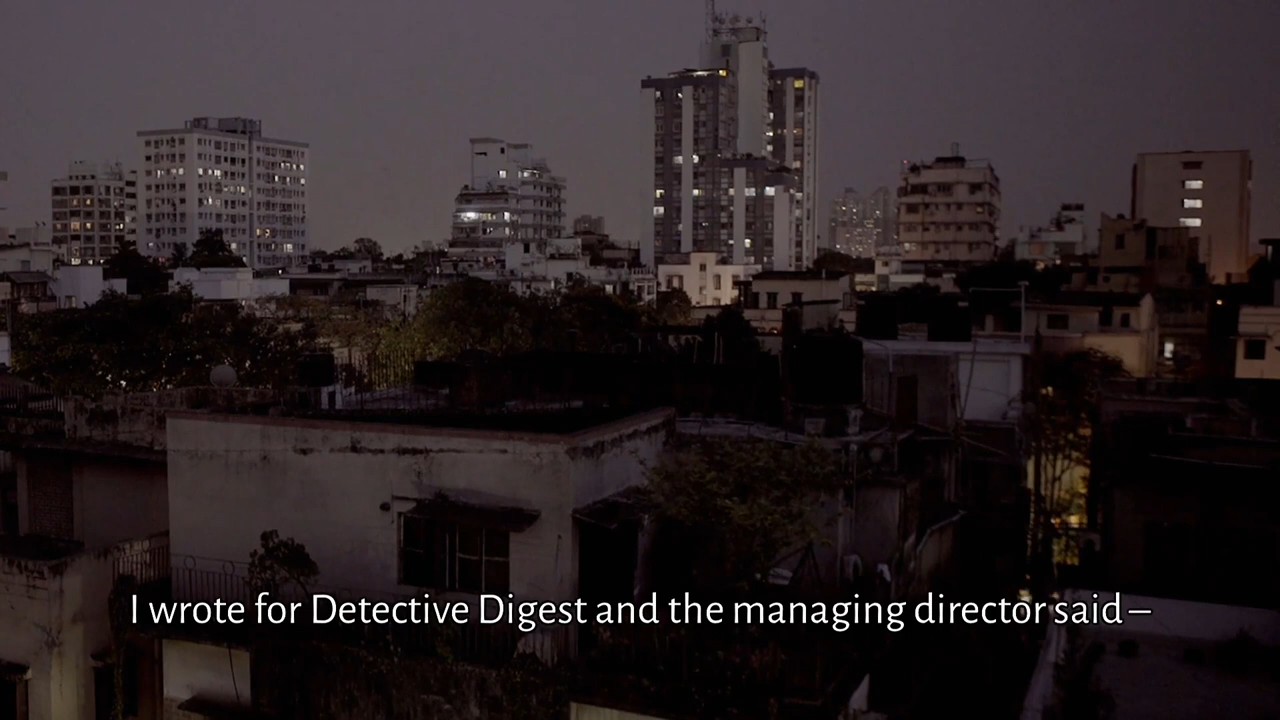 I wrote for Detective Digest and the managing director said –